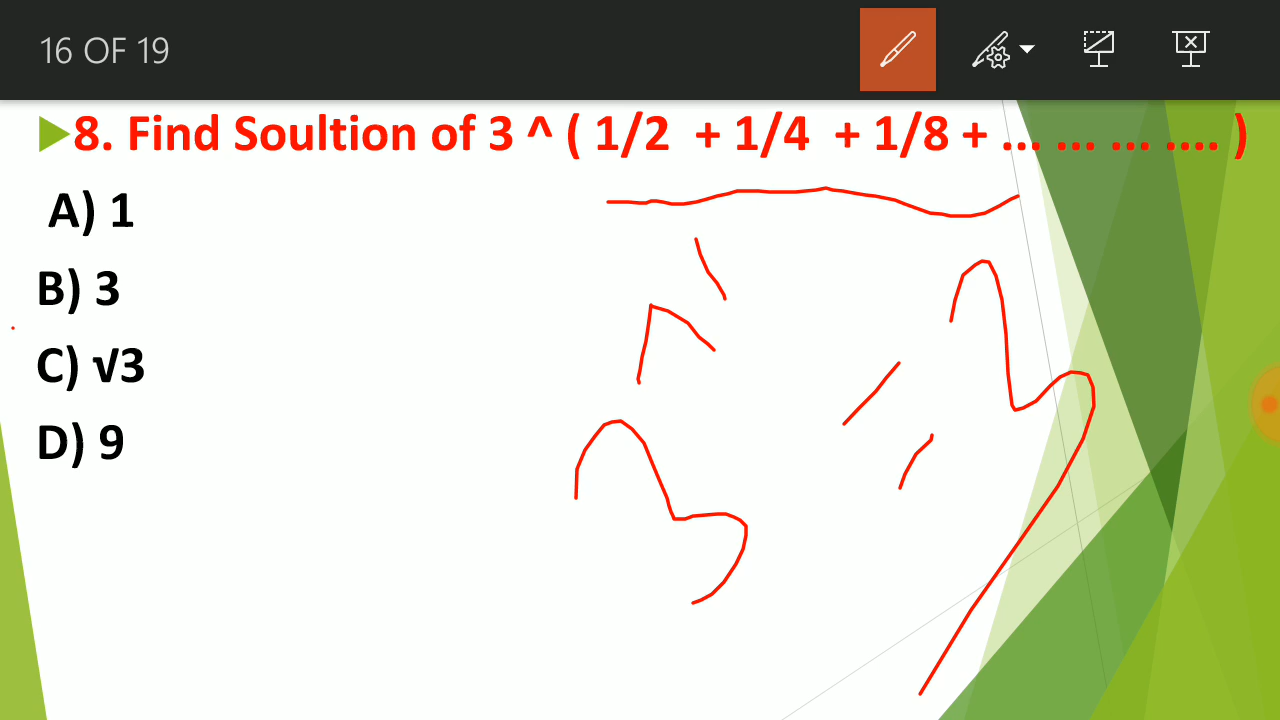 16 OF 19
8. Find Soultion of 3 ^ ( 1/2 + 1/4 + 1/8 + ... ... ... .... )
A) 1
B) 3
C) √3
D) 9